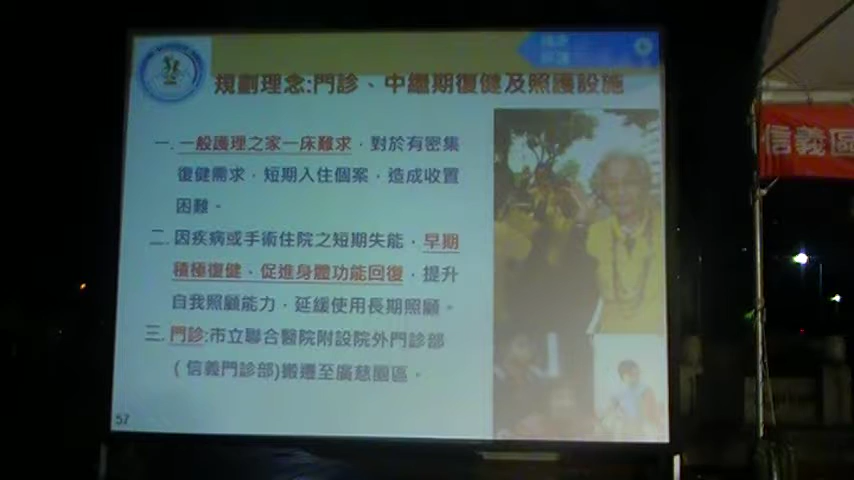 規劃理念:門診、中繼期復健及照護設施
一. 一般護理之家一床難求，對於有密集
復健需求，短期入住個案，造成收置
困難。
二. 因疾病或手術住院之短期失能，早期
積極復健，促進身體功能回復，提升
自我照顧能力，延緩使用長期照顧。
三. 門診:市立聯合醫院附設院外門診部
(信義門診部)搬遷至廣慈園區。
57
信義區